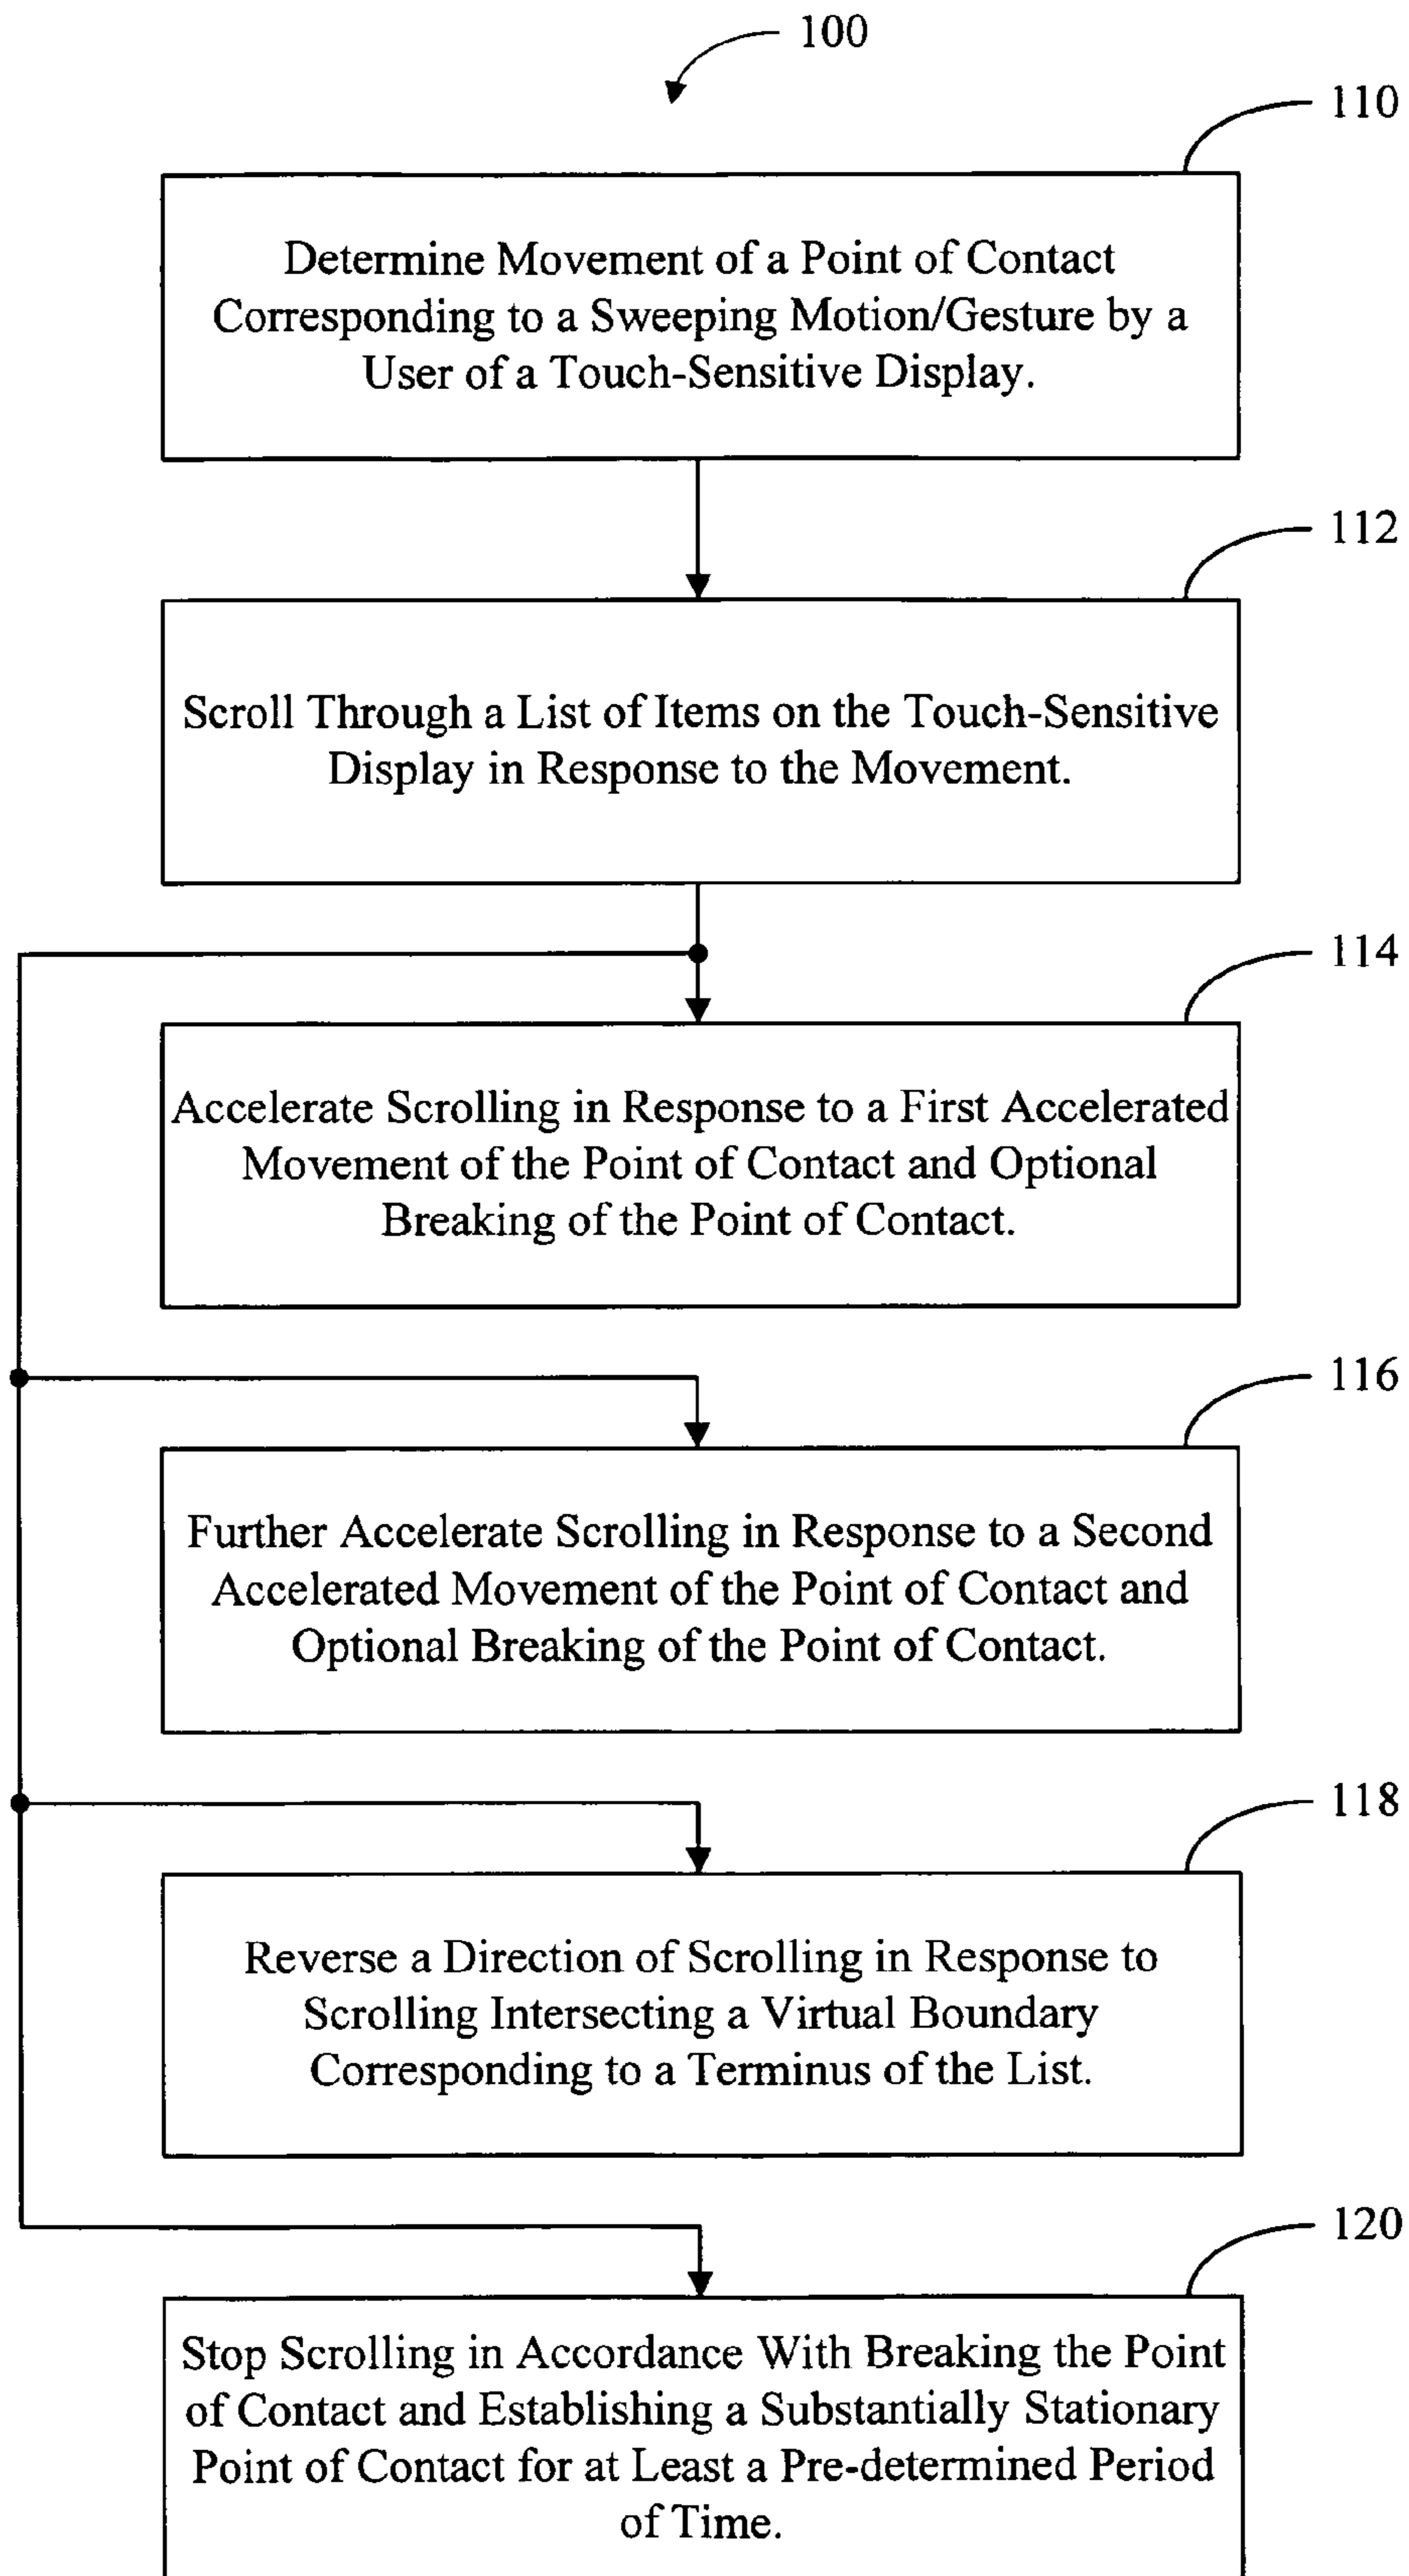 100
110
Determine Movement of a Point of Contact
Corresponding to a Sweeping Motion/Gesture by a
User of a Touch-Sensitive Display.
112
Scroll Through a List of Items on the Touch-Sensitive
Display in Response to the Movement.
114
Accelerate Scrolling in Response to a First Accelerated
Movement of the Point of Contact and Optional
Breaking of the Point of Contact.
116
Further Accelerate Scrolling in Response to a Second
Accelerated Movement of the Point of Contact and
Optional Breaking of the Point of Contact.
118
Reverse a Direction of Scrolling in Response to
Scrolling Intersecting a Virtual Boundary
Corresponding to a Terminus of the List.
120
Stop Scrolling in Accordance With Breaking the Point
of Contact and Establishing a Substantially Stationary
Point of Contact for at Least a Pre-determined Period
of Time.